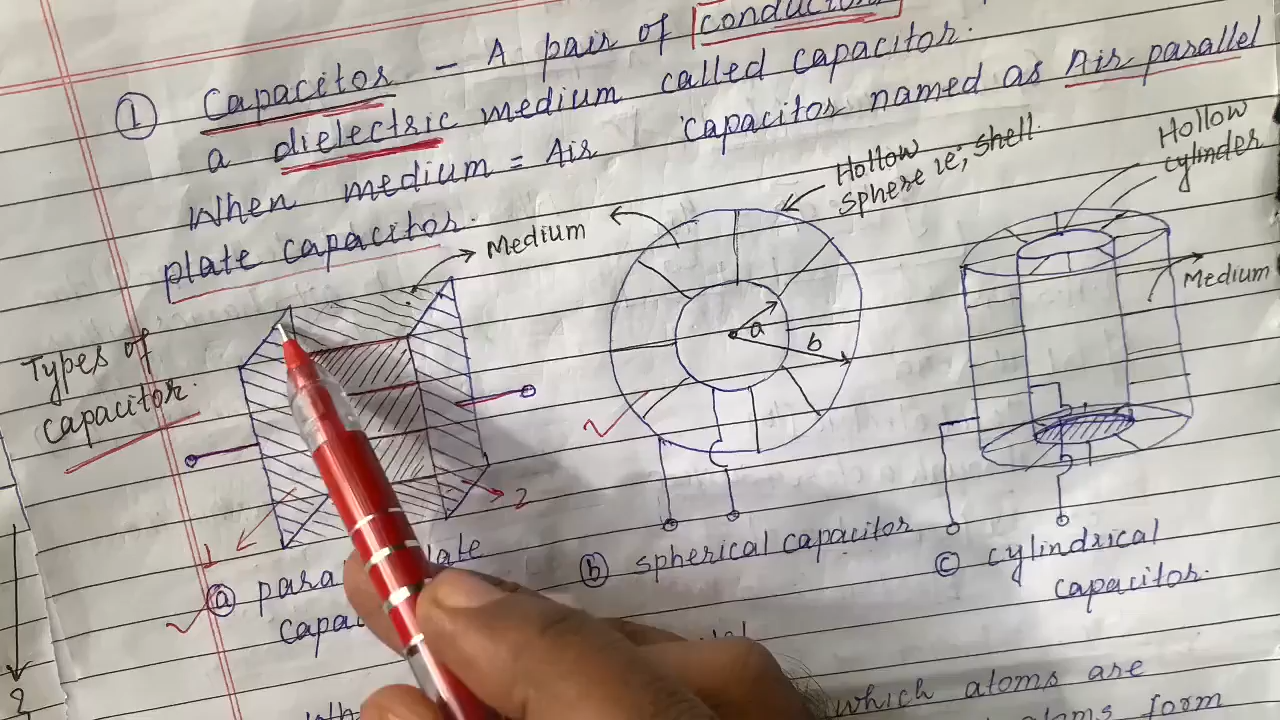 ① Capacitor - A pair of
a dielectric medium called capacitor.
When medium = Air capacitor named as Air parallel
plate capacitor.
Medium
Hollow
sphere ie; shell.
Hollow
cylinder
Medium
Types of
capacitor.
a
b
1
2
ⓐ
ⓑ spherical capacitor
ⓒ cylindrical
capacitor.
which atoms are
form